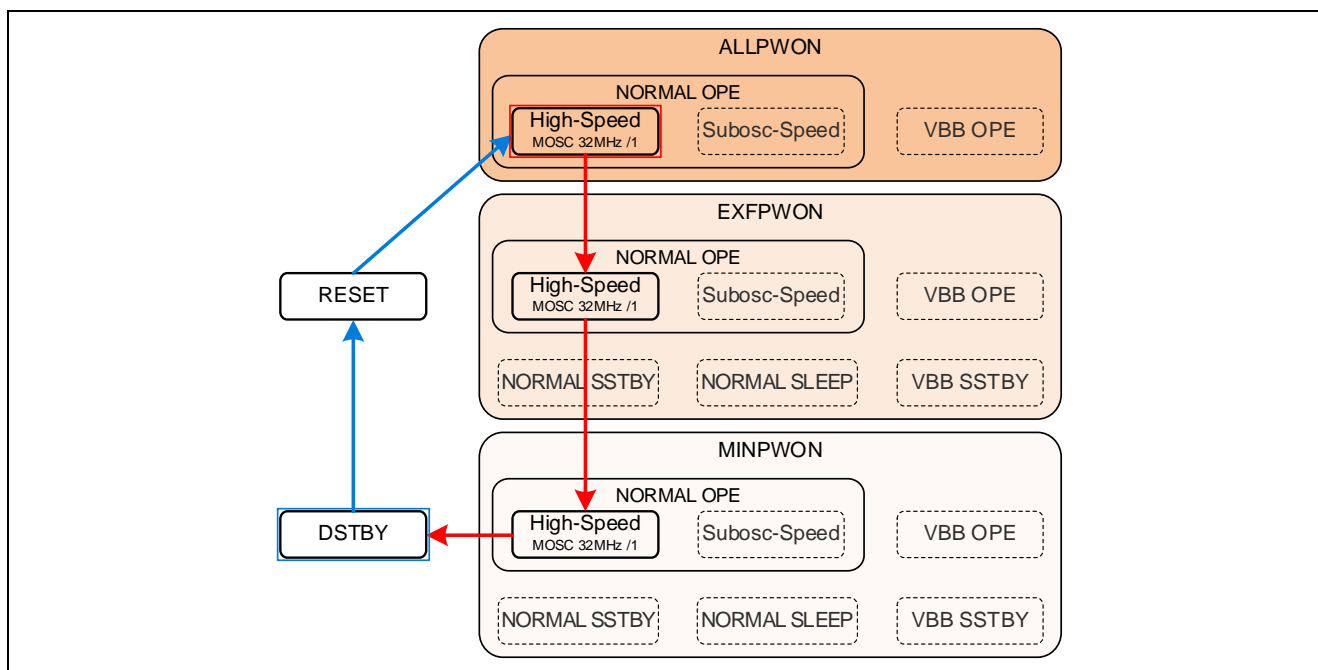 ALLPWON
NORMAL OPE
High-Speed
MOSC 32MHz /1
Subosc-Speed
VBB OPE
EXFPWON
NORMAL OPE
High-Speed
MOSC 32MHz /1
Subosc-Speed
VBB OPE
RESET
NORMAL SSTBY
NORMAL SLEEP
VBB SSTBY
MINPWON
NORMAL OPE
High-Speed
MOSC 32MHz /1
Subosc-Speed
VBB OPE
DSTBY
NORMAL SSTBY
NORMAL SLEEP
VBB SSTBY